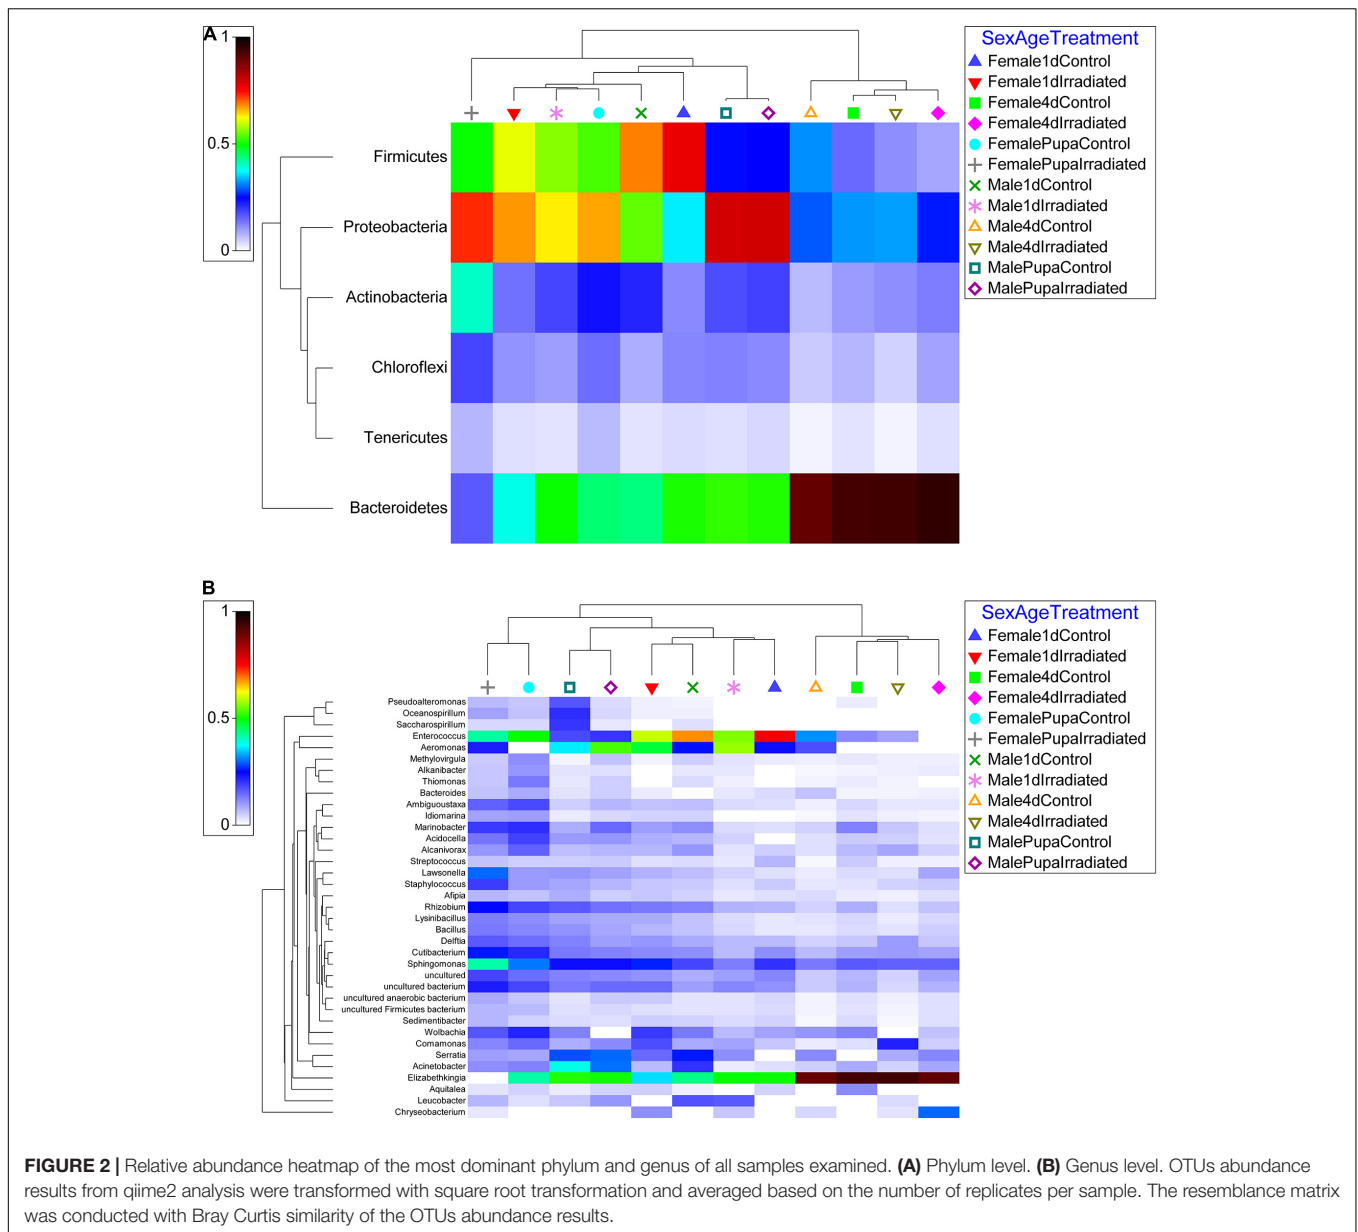 A
1
0.5
0
SexAgeTreatment
Female1dControl
Female1dIrradiated
Female4dControl
Female4dIrradiated
FemalePupaControl
FemalePupaIrradiated
Male1dControl
Male1dIrradiated
Male4dControl
Male4dIrradiated
MalePupaControl
MalePupaIrradiated
Firmicutes
Proteobacteria
Actinobacteria
Chloroflexi
Tenericutes
Bacteroidetes
B
1
0.5
0
SexAgeTreatment
Female1dControl
Female1dIrradiated
Female4dControl
Female4dIrradiated
FemalePupaControl
FemalePupaIrradiated
Male1dControl
Male1dIrradiated
Male4dControl
Male4dIrradiated
MalePupaControl
MalePupaIrradiated
Pseudoalteromonas
Oceanospirillum
Saccharospirillum
Enterococcus
Aeromonas
Methylovirgula
Alkanibacter
Thiomonas
Bacteroides
Ambiguoustaxa
Idiomarina
Marinobacter
Acidocella
Alcanivorax
Streptococcus
Lawsonella
Staphylococcus
Afipia
Rhizobium
Lysinibacillus
Bacillus
Delftia
Cutibacterium
Sphingomonas
uncultured
uncultured bacterium
uncultured anaerobic bacterium
uncultured Firmicutes bacterium
Sedimentibacter
Wolbachia
Comamonas
Serratia
Acinetobacter
Elizabethkingia
Aquitalea
Leucobacter
Chryseobacterium
FIGURE 2 | Relative abundance heatmap of the most dominant phylum and genus of all samples examined. (A) Phylum level. (B) Genus level. OTUs abundance
results from qiime2 analysis were transformed with square root transformation and averaged based on the number of replicates per sample. The resemblance matrix
was conducted with Bray Curtis similarity of the OTUs abundance results.